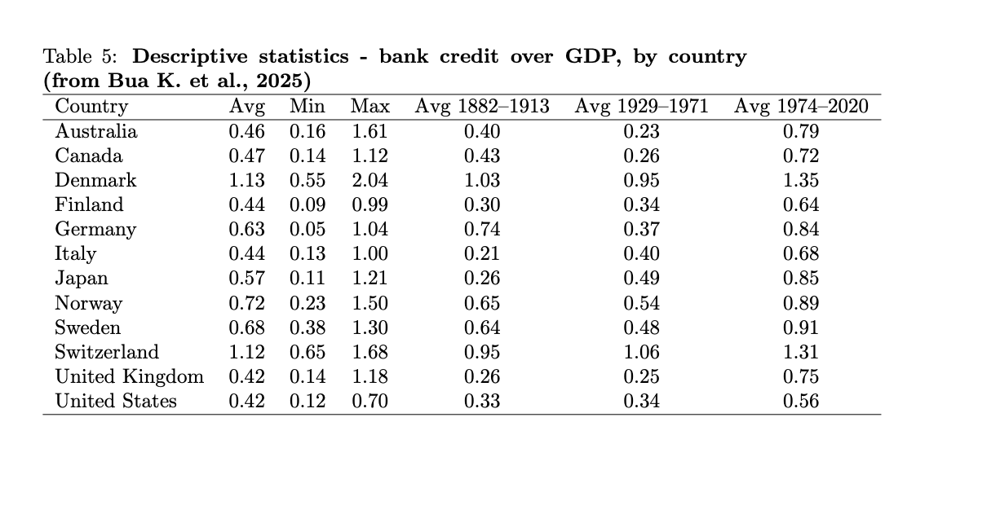 Table 5: Descriptive statistics - bank credit over GDP, by country
(from Bua K. et al., 2025)
Country Avg Min Max Avg 1882–1913 Avg 1929–1971 Avg 1974–2020
Australia 0.46 0.16 1.61 0.40 0.23 0.79
Canada 0.47 0.14 1.12 0.43 0.26 0.72
Denmark 1.13 0.55 2.04 1.03 0.95 1.35
Finland 0.44 0.09 0.99 0.30 0.34 0.64
Germany 0.63 0.05 1.04 0.74 0.37 0.84
Italy 0.44 0.13 1.00 0.21 0.40 0.68
Japan 0.57 0.11 1.21 0.26 0.49 0.85
Norway 0.72 0.23 1.50 0.65 0.54 0.89
Sweden 0.68 0.38 1.30 0.64 0.48 0.91
Switzerland 1.12 0.65 1.68 0.95 1.06 1.31
United Kingdom 0.42 0.14 1.18 0.26 0.25 0.75
United States 0.42 0.12 0.70 0.33 0.34 0.56